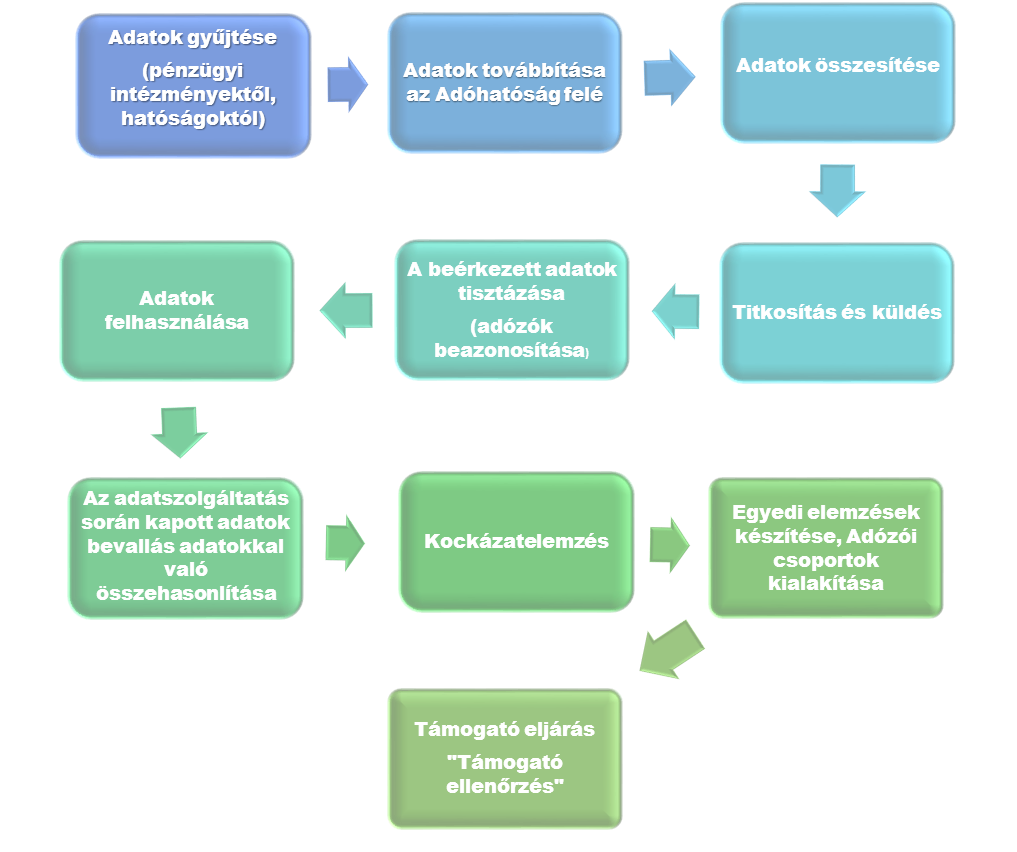 Adatok gyűjtése
(pénzügyi
intézményektől,
hatóságoktól)
Adatok továbbítása
az Adóhatóság felé
Adatok összesítése
Titkosítás és küldés
A beérkezett adatok
tisztázása
(adózók
beazonosítása)
Adatok
felhasználása
Az adatszolgáltatás
során kapott adatok
bevallás adatokkal
való
összehasonlítása
Kockázatelemzés
Egyedi elemzések
készítése, Adózói
csoportok
kialakítása
Támogató eljárás
"Támogató
ellenőrzés"